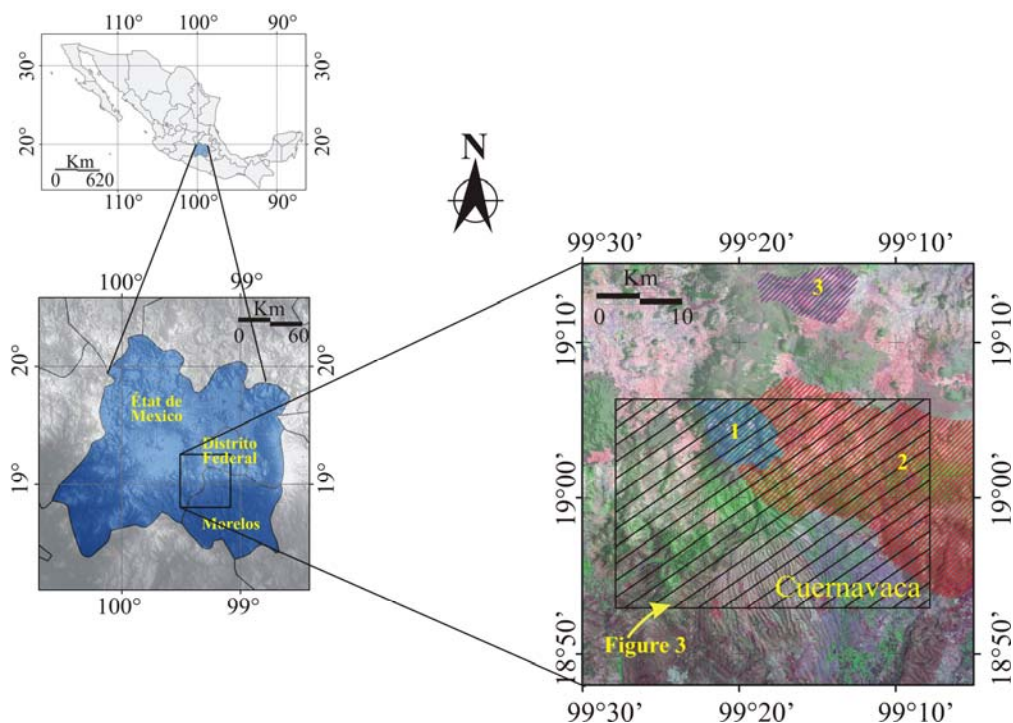 110° 100° 90°
30° 30°
20° 20°
Km
0 620
110° 100° 90°
N
100° 99°
Km
0 60
20° 20°
État de
Mexico
Distrito
Federal
19° 19°
Morelos
100° 99°
99°30’ 99°20’ 99°10’
Km
0 10
3
19°10’ 19°10’
1
2
19°00’ 19°00’
Cuernavaca
Figure 3
18°50’ 18°50’
99°30’ 99°20’ 99°10’